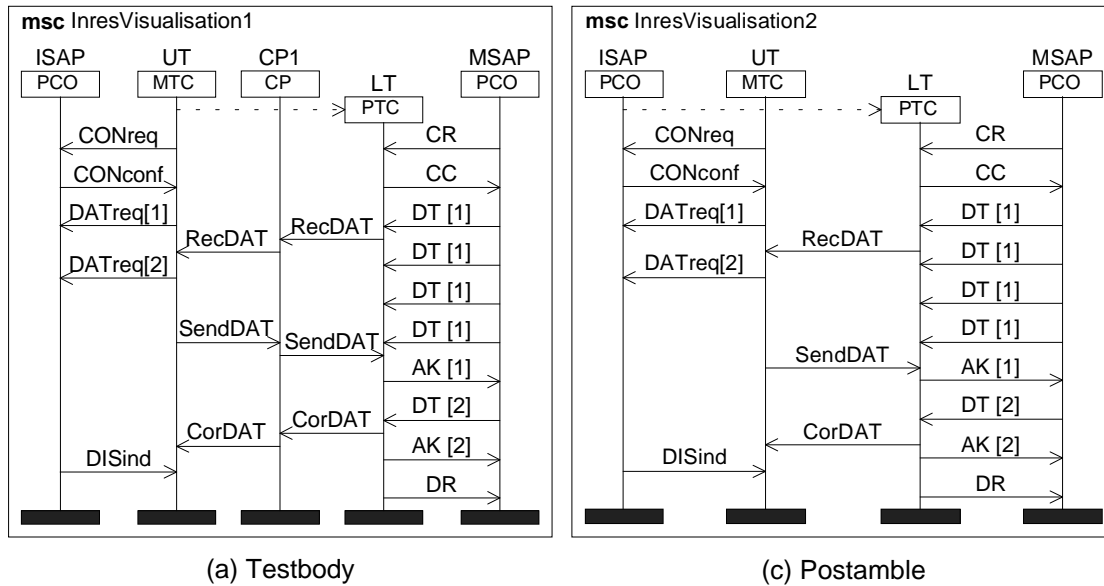 msc InresVisualisation1
ISAP UT CP1 LT MSAP
PCO MTC CP PTC PCO
CONreq CR
CONconf CC
DATreq[1] RecDAT RecDAT DT [1]
DATreq[2] DT [1]
DT [1]
SendDAT SendDAT DT [1]
AK [1]
CorDAT CorDAT DT [2]
DISind AK [2]
DR
(a) Testbody
msc InresVisualisation2
ISAP UT LT MSAP
PCO MTC PTC PCO
CONreq CR
CONconf CC
DATreq[1] DT [1]
RecDAT
DATreq[2] DT [1]
DT [1]
DT [1]
SendDAT AK [1]
DT [2]
CorDAT
DISind AK [2]
DR
(c) Postamble